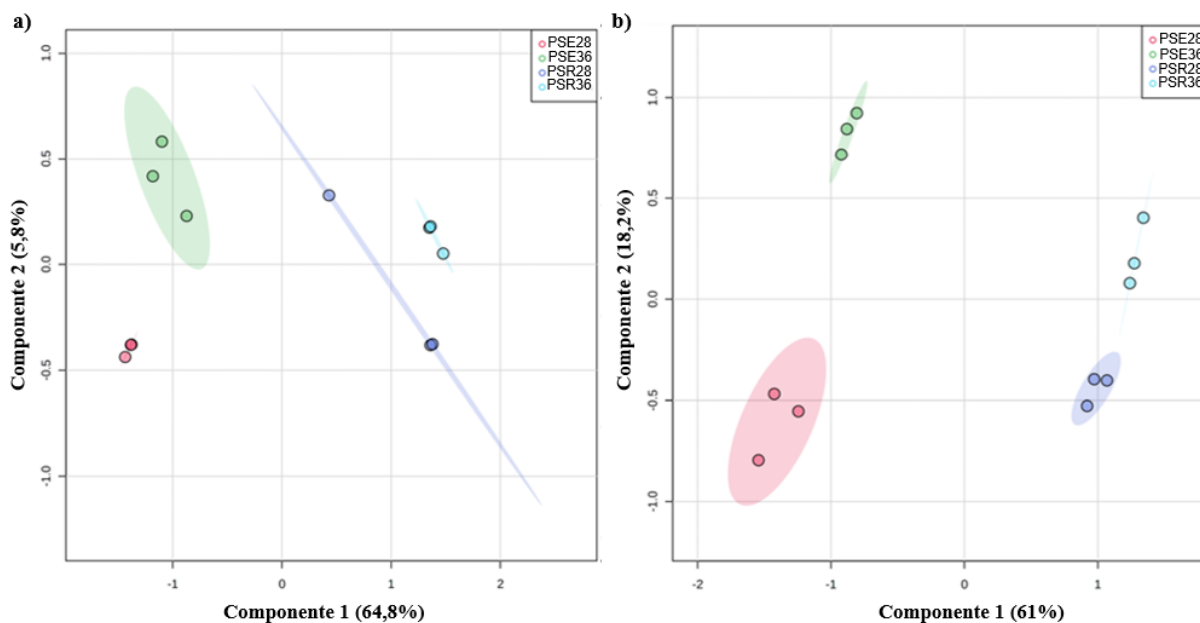 a)
PSE28
PSE36
PSR28
PSR36
1.0
0.5
0.0
-0.5
-1.0
Componente 2 (5,8%)
-1
0
1
2
Componente 1 (64,8%)
b)
PSE28
PSE36
PSR28
PSR36
1.0
0.5
0.0
-0.5
-1.0
Componente 2 (18,2%)
-2
-1
0
1
Componente 1 (61%)